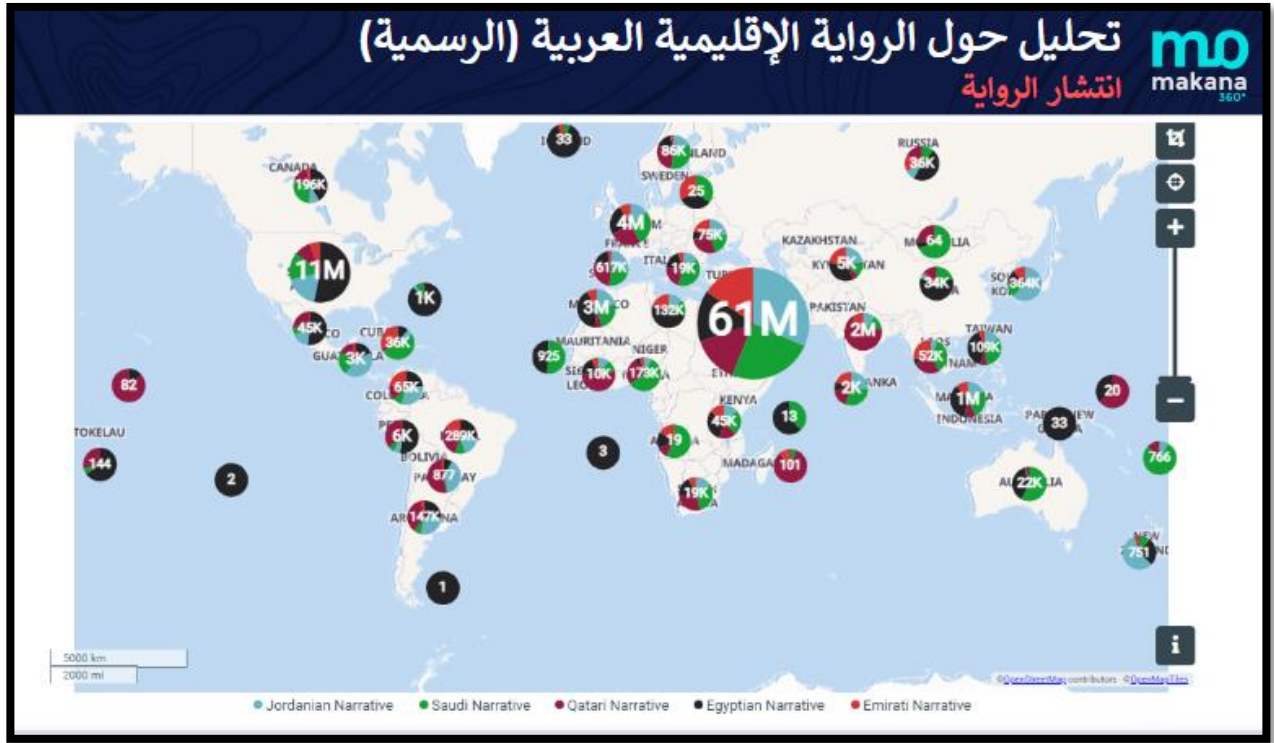 تحليل حول الرواية الإقليمية العربية (الرسمية)
انتشار الرواية
makana
360°
33
86K
RUSSIA
36K
CANADA
196K
SWEDEN
25
4M
75K
KAZAKHSTAN
64
11M
617K
19K
5K
34K
364K
1K
3M
132K
61M
PAKISTAN
2M
TAIWAN
45K
36K
MAURITANIA
NIGER
52K
109K
3K
925
10K
173K
82
65K
KENYA
2K
1M
20
INDONESIA
TOKELAU
6K
289K
45K
13
33
144
BOLIVIA
3
19
766
2
877
101
22K
147K
19K
751
1
5000 km
2000 mi
©OpenStreetMap contributors ©OpenMapTiles
Jordanian Narrative
Saudi Narrative
Qatari Narrative
Egyptian Narrative
Emirati Narrative